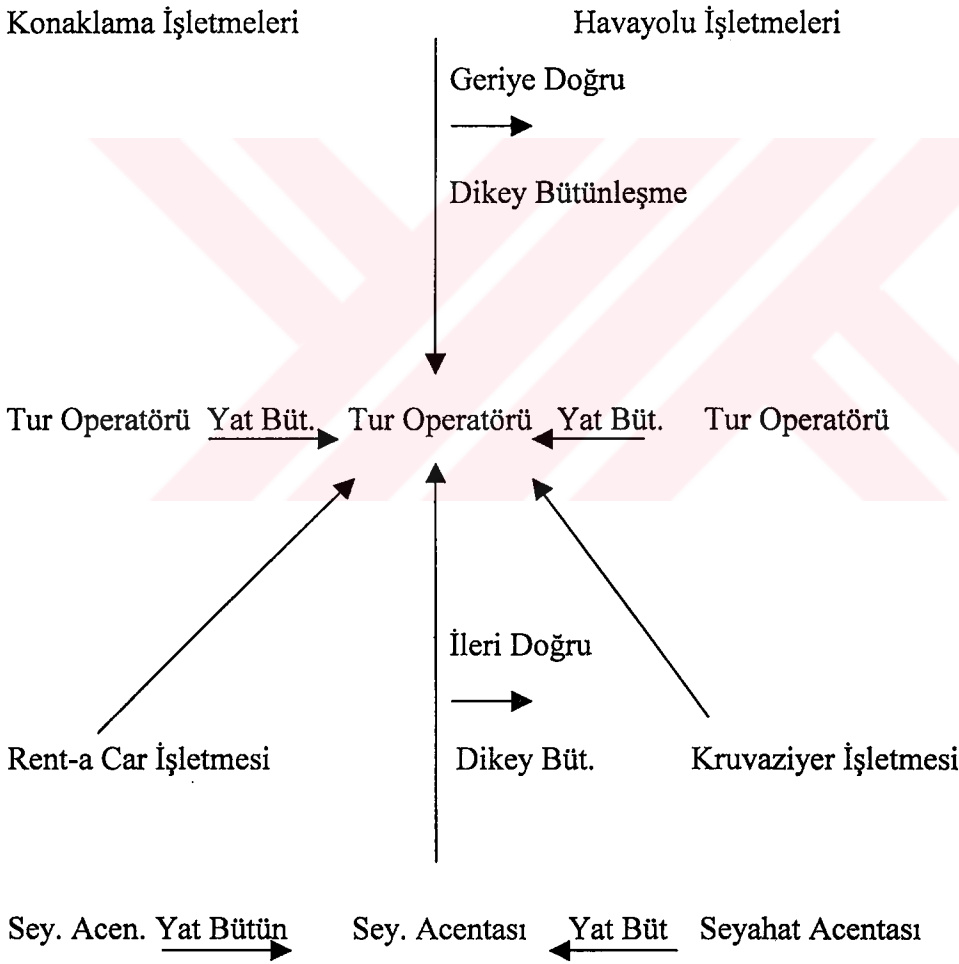 Konaklama İşletmeleri Havayolu İşletmeleri
Geriye Doğru
Dikey Bütünleşme
Tur Operatörü Yat Büt. Tur Operatörü Yat Büt. Tur Operatörü
İleri Doğru
Rent-a Car İşletmesi Dikey Büt. Kruvaziyer İşletmesi
Sey. Acen. Yat Bütün Sey. Acentası Yat Büt Seyahat Acentası